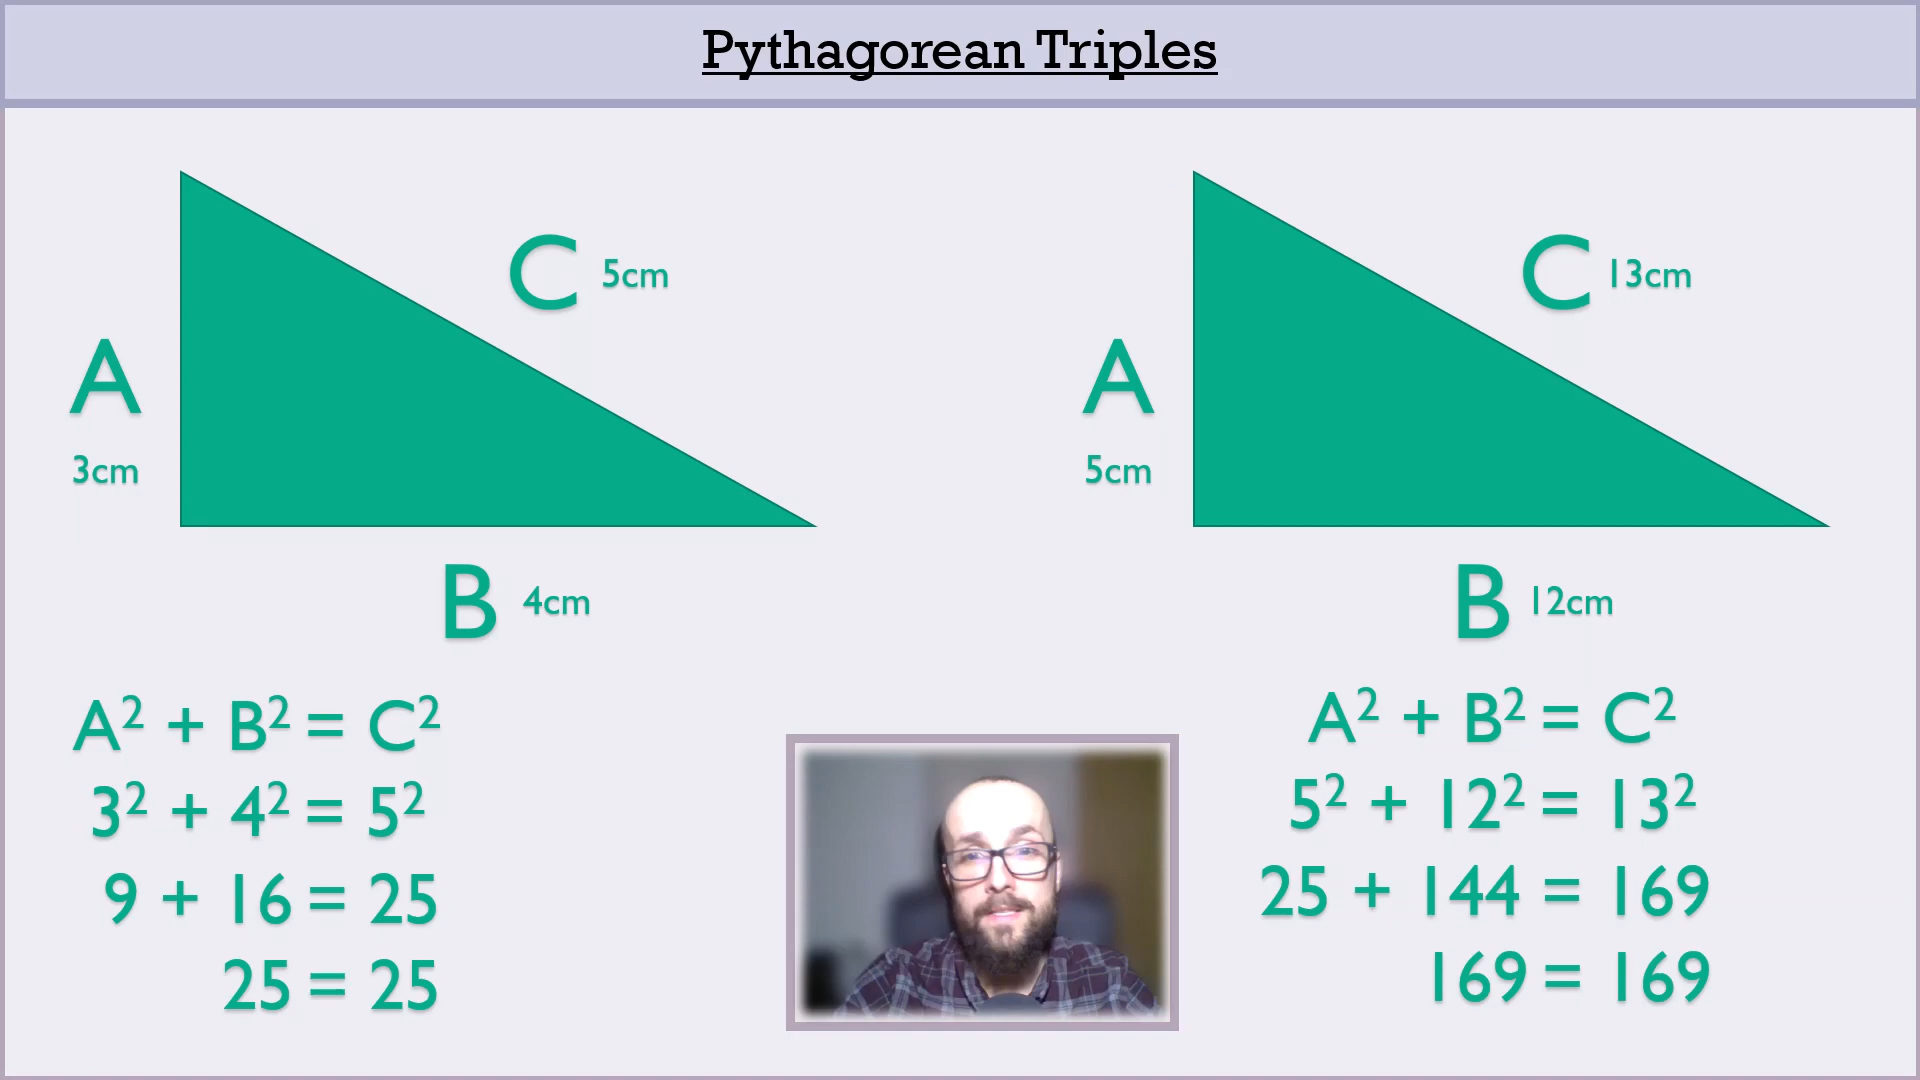 Pythagorean Triples
C 5cm
A
3cm
B 4cm
A² + B² = C²
3² + 4² = 5²
9 + 16 = 25
25 = 25
C 13cm
A
5cm
B 12cm
A² + B² = C²
5² + 12² = 13²
25 + 144 = 169
169 = 169